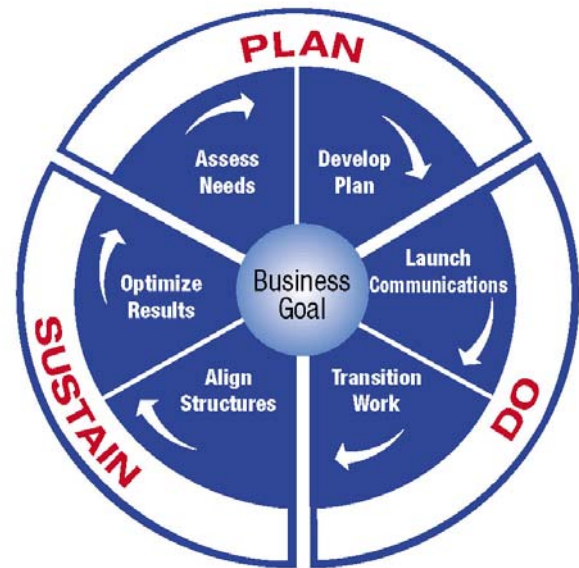 PLAN
Assess
Needs
Develop
Plan
Launch
Communications
DO
Transition
Work
Align
Structures
SUSTAIN
Optimize
Results
Business
Goal